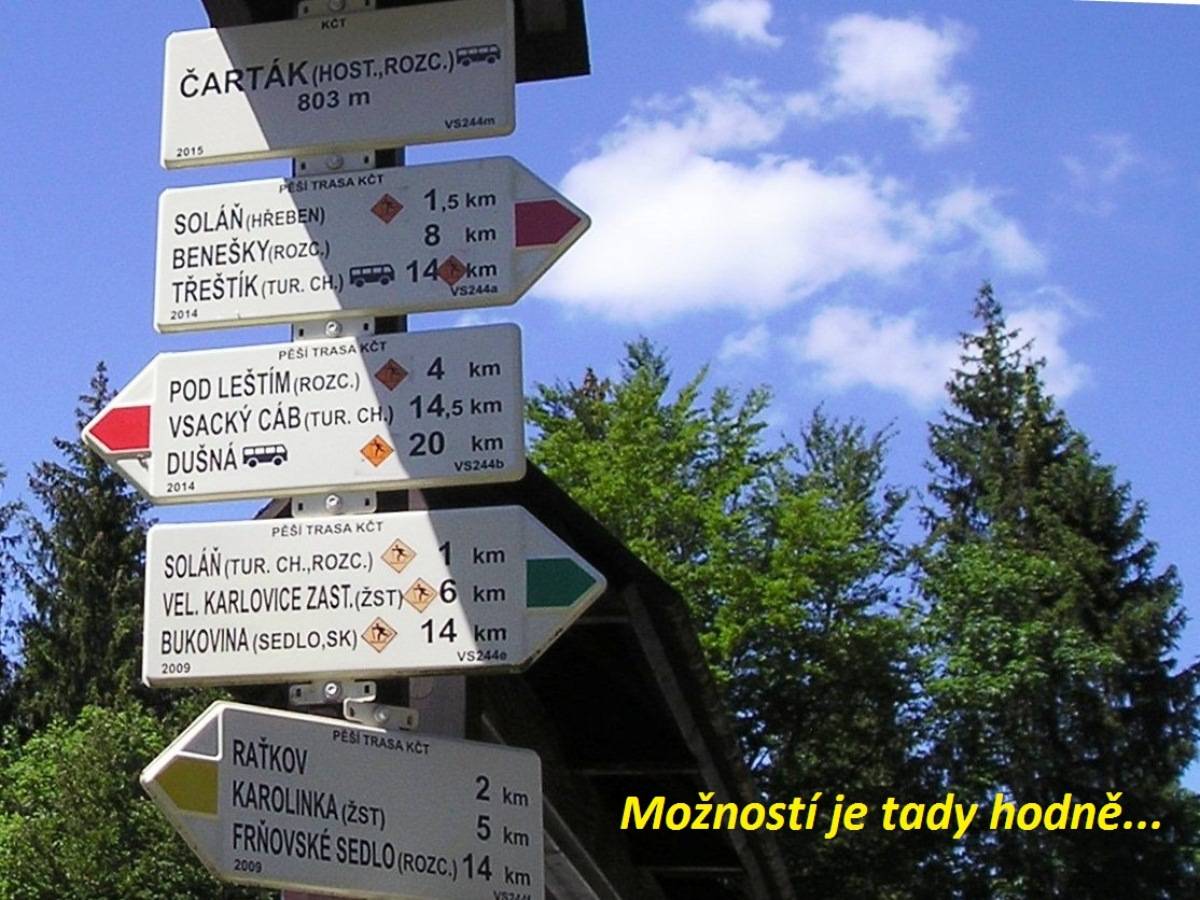 KČT
ČARTÁK (HOST.,ROZC.)
803 m
VS244m
2015
PĚŠÍ TRASA KČT
SOLÁŇ (HŘEBEN) 1,5 km
BENEŠKY (ROZC.) 8 km
TŘEŠTÍK (TUR. CH.) 14 km
VS244a
2014
PĚŠÍ TRASA KČT
POD LEŠTÍM (ROZC.) 4 km
VSACKÝ CÁB (TUR. CH.) 14,5 km
DUŠNÁ 20 km
VS244b
2014
PĚŠÍ TRASA KČT
SOLÁŇ (TUR. CH.,ROZC.) 1 km
VEL. KARLOVICE ZAST.(ŽST) 6 km
BUKOVINA (SEDLO,SK) 14 km
VS244e
2009
PĚŠÍ TRASA KČT
RAŤKOV 2 km
KAROLINKA (ŽST) 5 km
FRŇOVSKÉ SEDLO (ROZC.) 14 km
2009
Možností je tady hodně...